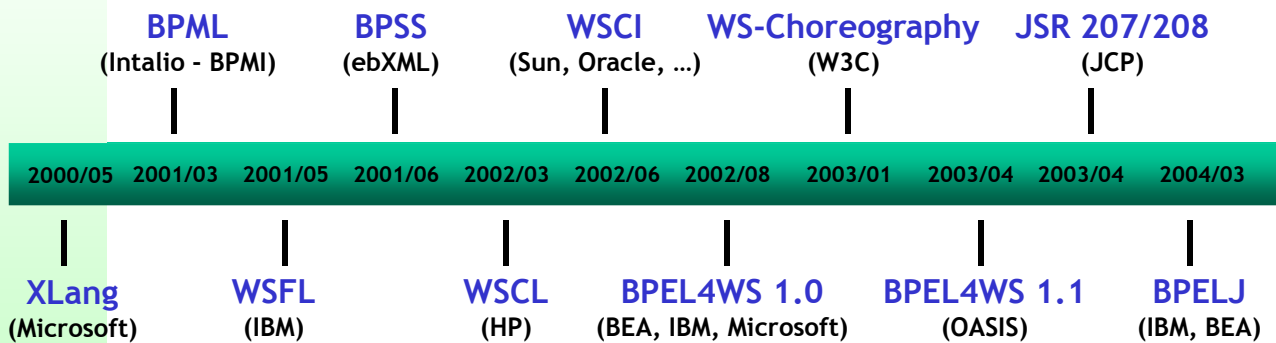 BPML BPSS WSCI WS-Choreography JSR 207/208
(Intalio - BPMI) (ebXML) (Sun, Oracle, …) (W3C) (JCP)
2000/05 2001/03 2001/05 2001/06 2002/03 2002/06 2002/08 2003/01 2003/04 2003/04 2004/03
XLang WSFL WSCL BPEL4WS 1.0 BPEL4WS 1.1 BPELJ
(Microsoft) (IBM) (HP) (BEA, IBM, Microsoft) (OASIS) (IBM, BEA)